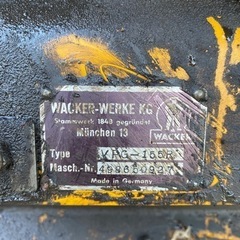 WACKER-WERKE KG
Stammwerk 1848 gegründet
München 13
WACKER
Type
Masch.-Nr.
Made in Germany